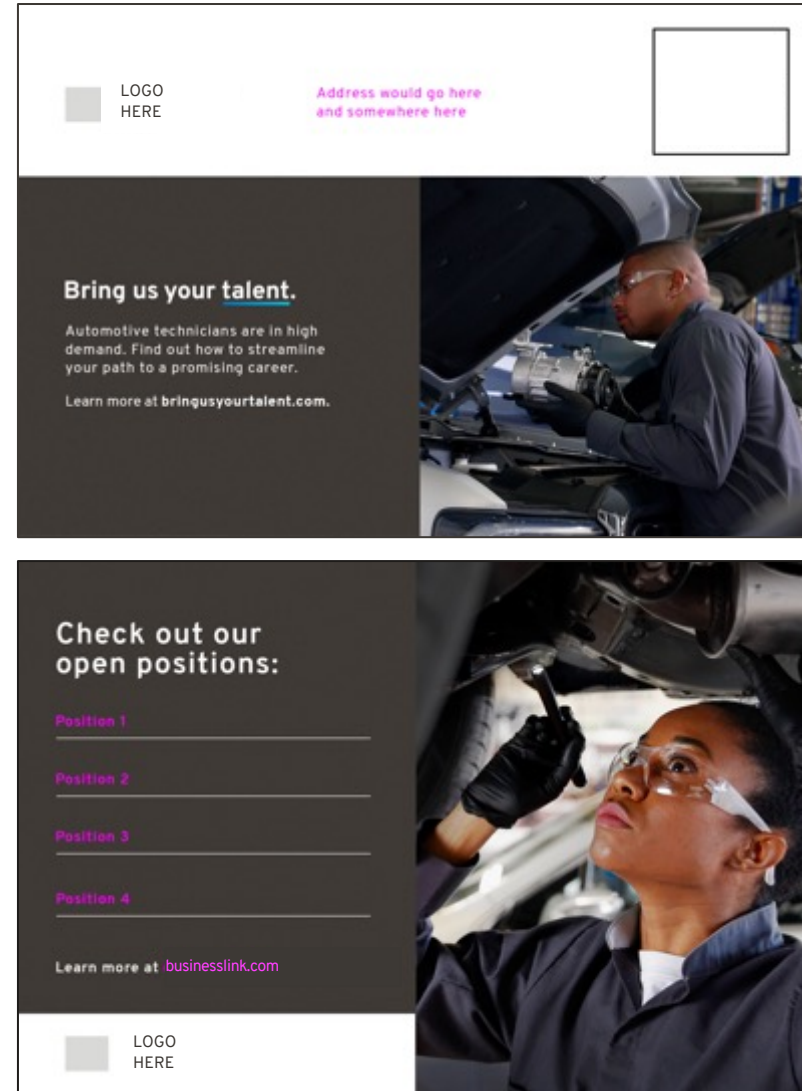 LOGO
HERE
Address would go here
and somewhere here
Bring us your talent.
Automotive technicians are in high
demand. Find out how to streamline
your path to a promising career.
Learn more at bringusyourtalent.com.
Check out our
open positions:
Position 1
Position 2
Position 3
Position 4
Learn more at businesslink.com
LOGO
HERE